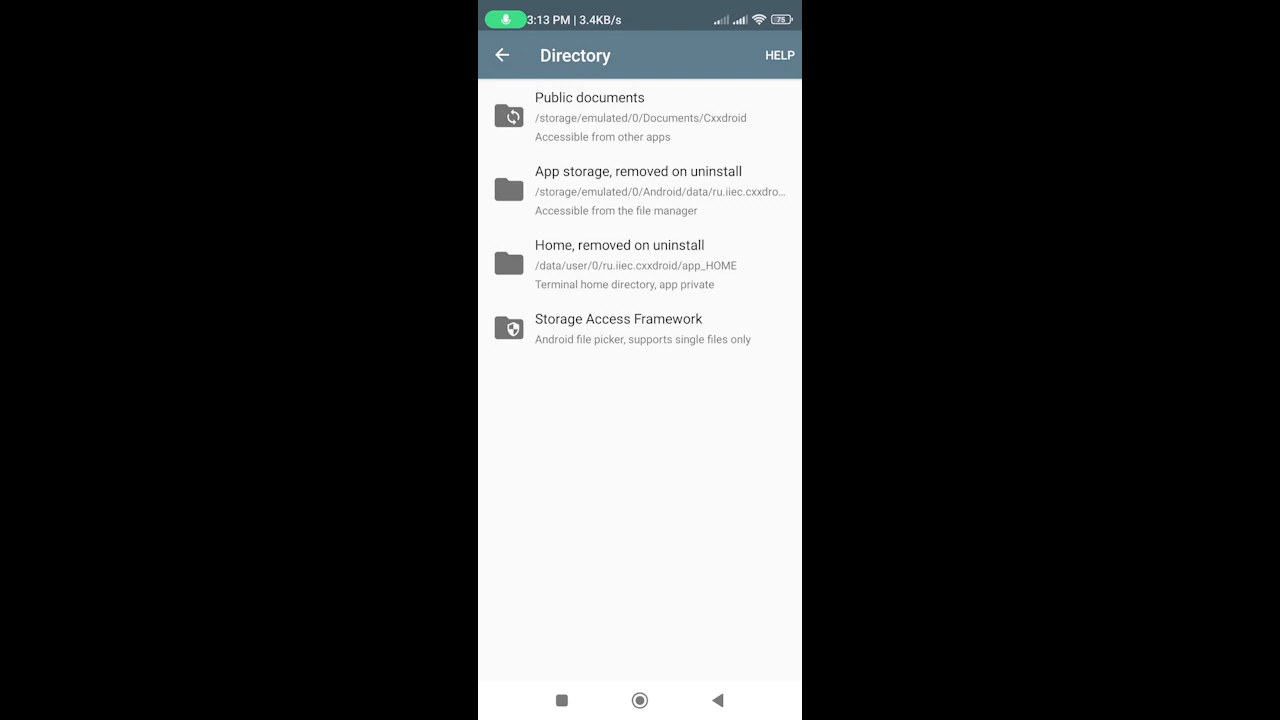 3:13 PM | 3.4KB/s
75
Directory
HELP
Public documents
/storage/emulated/0/Documents/Cxxdroid
Accessible from other apps
App storage, removed on uninstall
/storage/emulated/0/Android/data/ru.iiec.cxxdro…
Accessible from the file manager
Home, removed on uninstall
/data/user/0/ru.iiec.cxxdroid/app_HOME
Terminal home directory, app private
Storage Access Framework
Android file picker, supports single files only